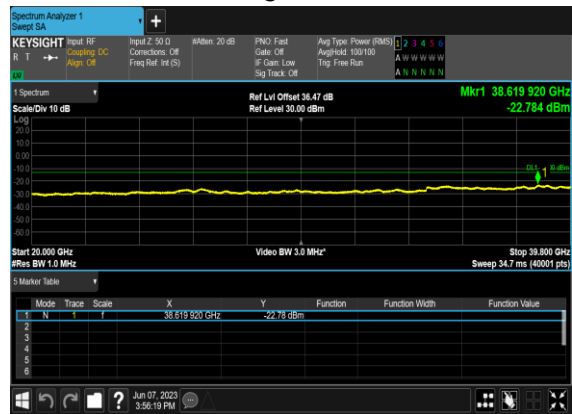 Spectrum Analyzer 1
Swept SA
+
KEYSIGHT Input: RF
R T Coupling: DC
Align: Off
Input Z: 50 Ω
Corrections: Off
Freq Ref: Int (S)
#Atten: 20 dB
PNO: Fast
Gate: Off
IF Gain: Low
Sig Track: Off
Avg Type: Power (RMS)
Avg|Hold: 100/100
Trig: Free Run
1 2 3 4 5 6
A W W W W W
A N N N N N
1 Spectrum
Scale/Div 10 dB
Ref Lvl Offset 36.47 dB
Ref Level 30.00 dBm
Mkr1 38.619 920 GHz
-22.784 dBm
Log
20.0
10.0
0.00
-10.0
-20.0
-30.0
-40.0
-50.0
-60.0
1
Start 20.000 GHz
#Res BW 1.0 MHz
Video BW 3.0 MHz*
Stop 39.800 GHz
Sweep 34.7 ms (40001 pts)
5 Marker Table
Mode Trace Scale X Y Function Function Width Function Value
1 N 1 f 38.619 920 GHz -22.78 dBm
2
3
4
5
6
?
Jun 07, 2023
3:56:19 PM